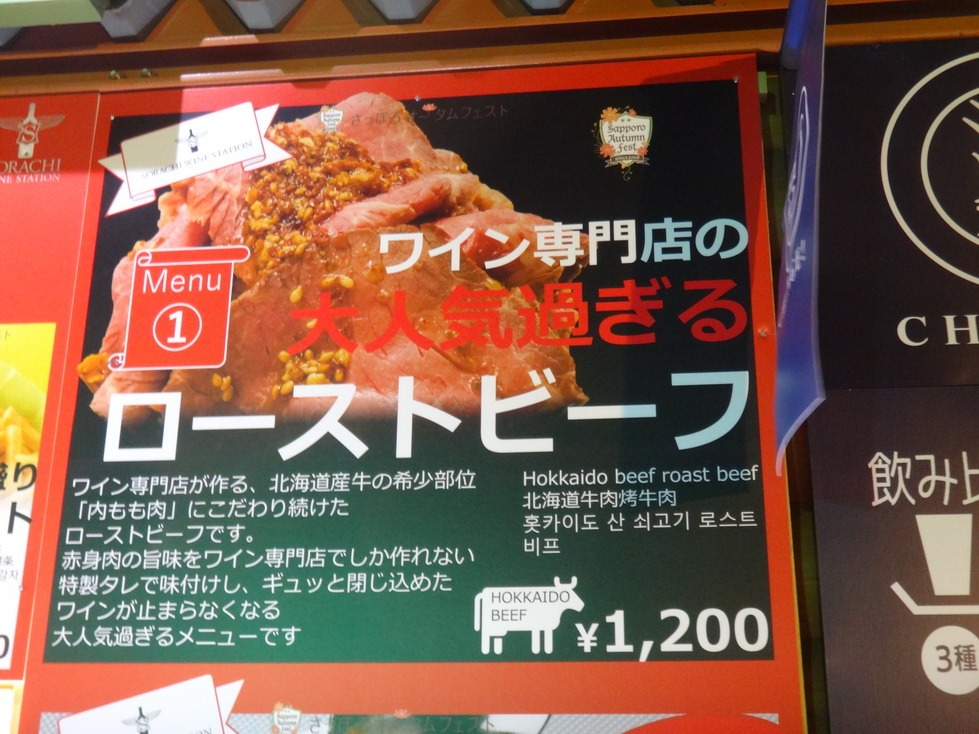 SORACHI WINE STATION
さっぽろオータムフェスト
Sapporo
Autumn
Fest
Menu
①
ワイン専門店の
大人気過ぎる
ローストビーフ
ワイン専門店が作る、北海道産牛の希少部位
「内もも肉」にこだわり続けた
ローストビーフです。
赤身肉の旨味をワイン専門店でしか作れない
特製タレで味付けし、ギュッと閉じ込めた
ワインが止まらなくなる
大人気過ぎるメニューです
Hokkaido beef roast beef
北海道牛肉烤牛肉
홋카이도 산 쇠고기 로스트
비프
HOKKAIDO
BEEF
¥1,200
CH
飲み比
3種